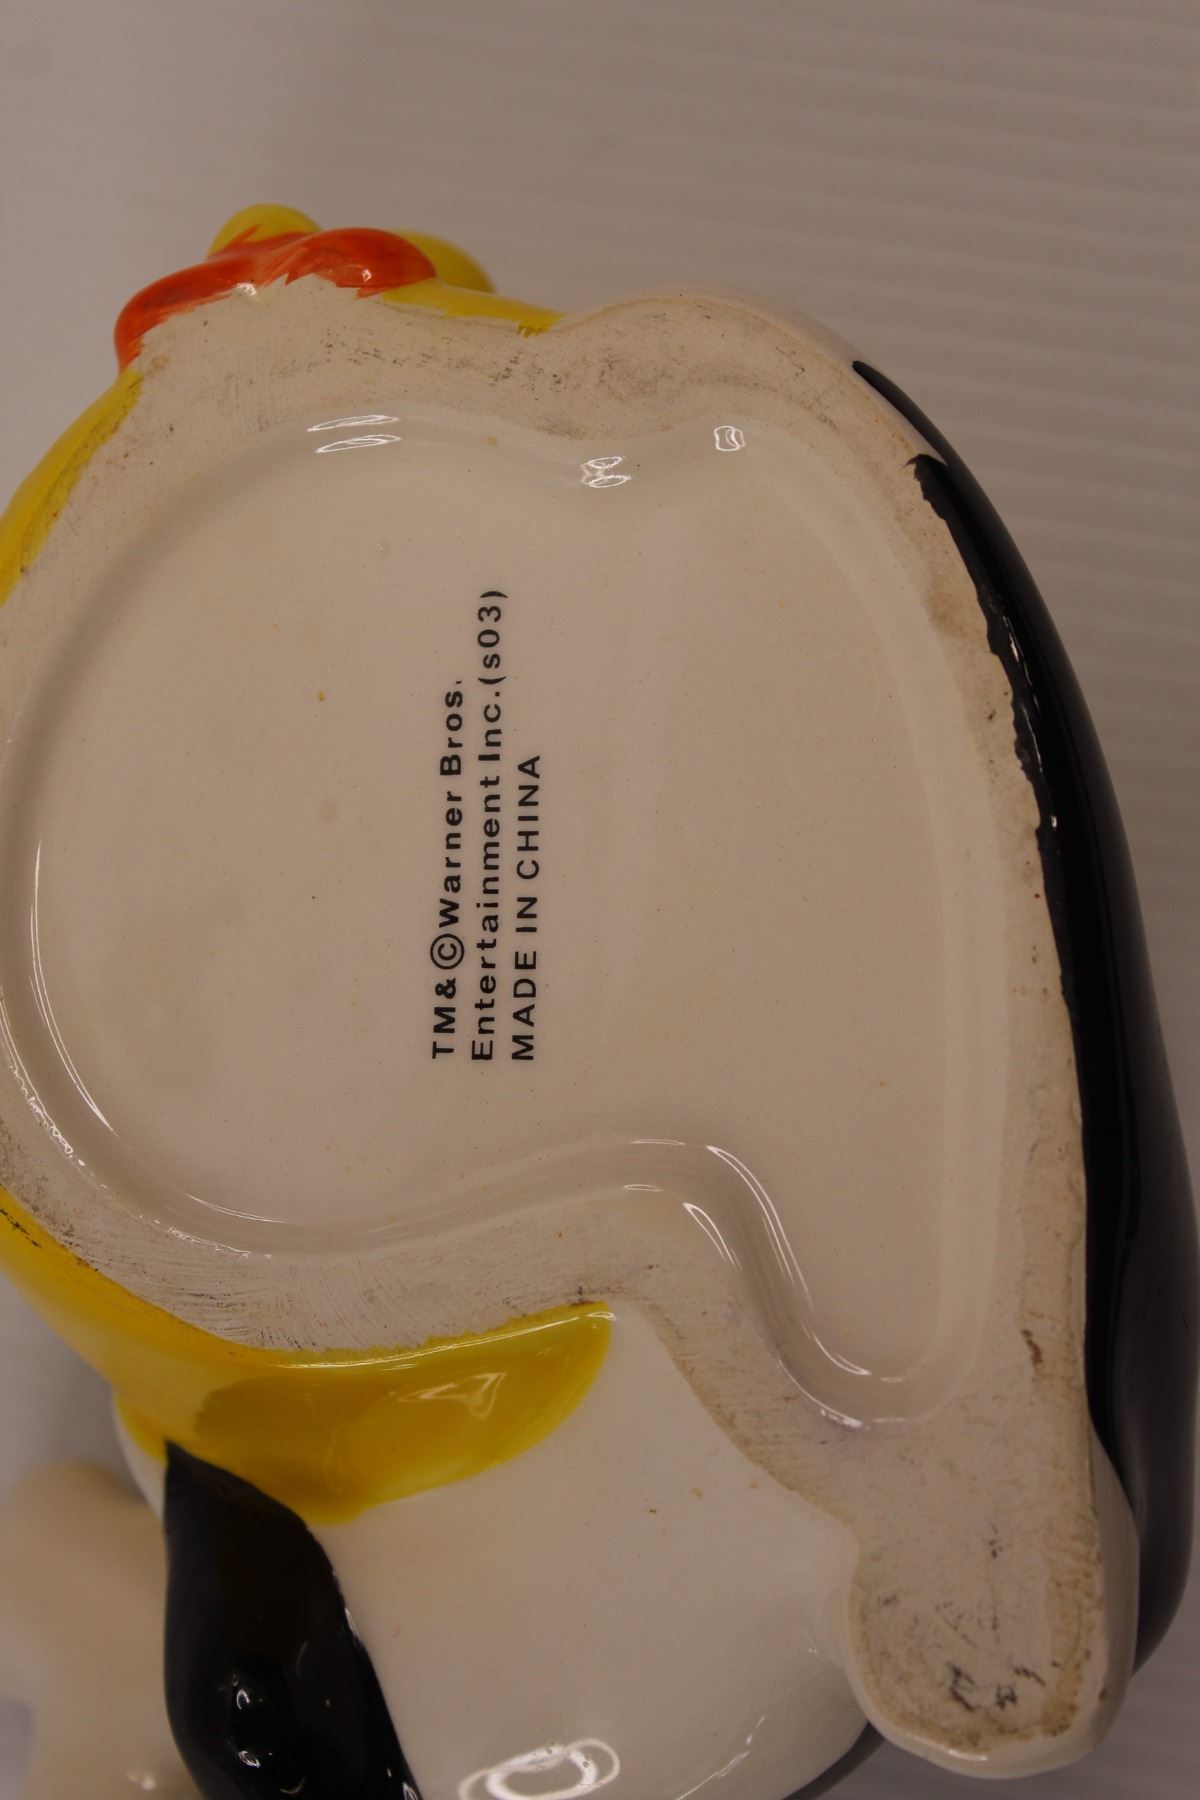 TM&©Warner Bros.
Entertainment Inc.(s03)
MADE IN CHINA